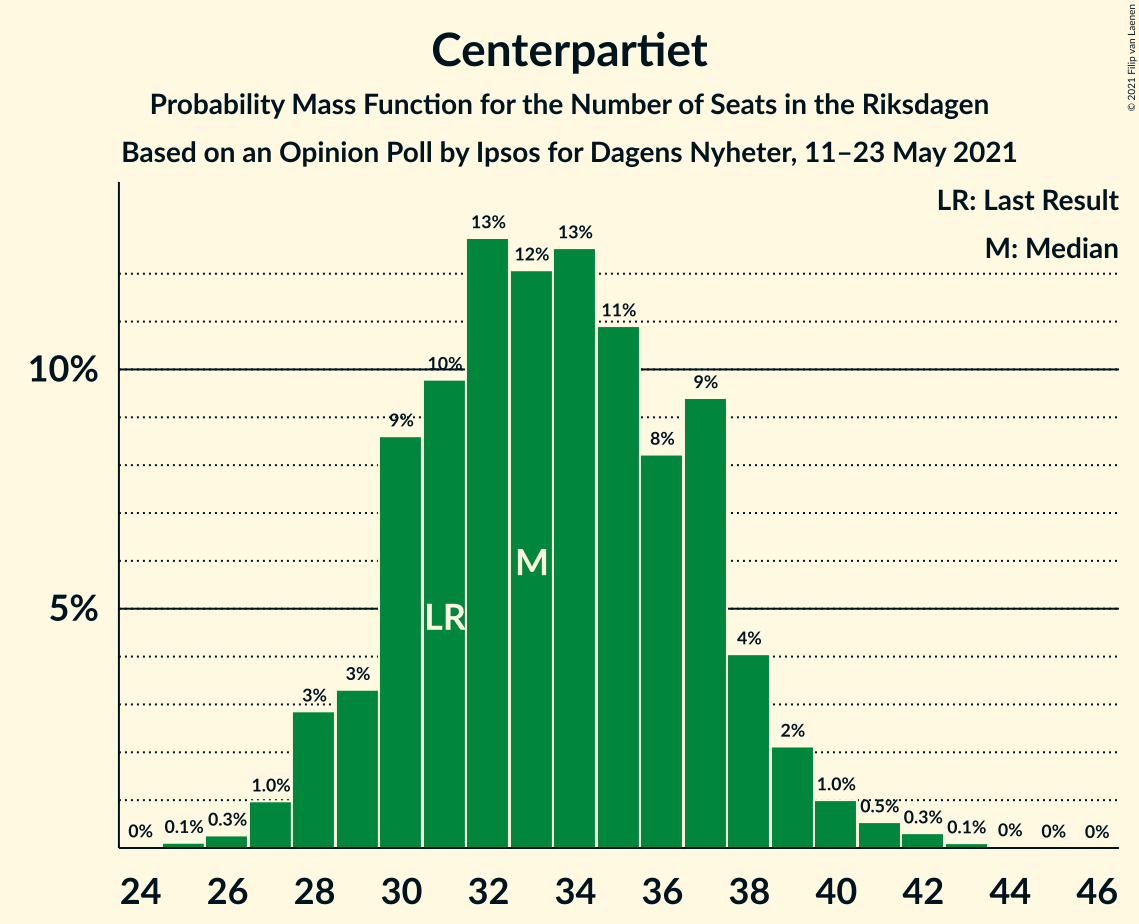 Centerpartiet
Probability Mass Function for the Number of Seats in the Riksdagen
Based on an Opinion Poll by Ipsos for Dagens Nyheter, 11–23 May 2021
© 2021 Filip van Laenen
LR: Last Result
M: Median
10%
5%
0%
0.1%
0.3%
1.0%
3%
3%
9%
10%
13%
12%
13%
11%
8%
9%
4%
2%
1.0%
0.5%
0.3%
0.1%
0%
0%
0%
LR
M
24 26 28 30 32 34 36 38 40 42 44 46